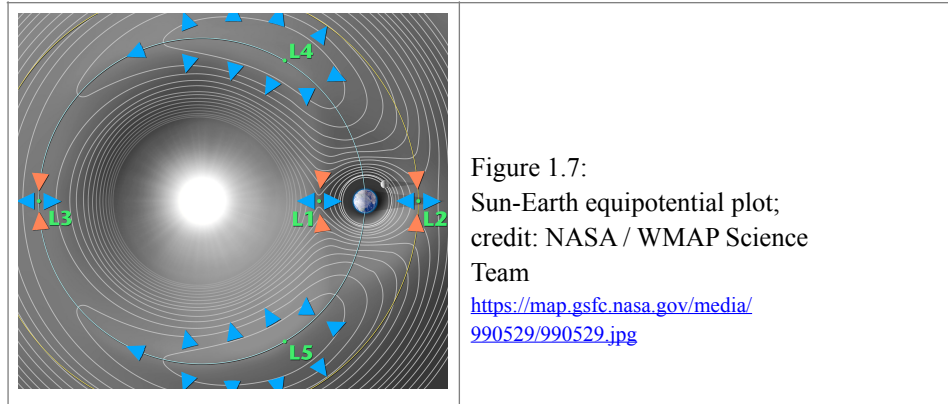 L4
L3
L1
L2
L5
Figure 1.7:
Sun-Earth equipotential plot;
credit: NASA / WMAP Science
Team
https://map.gsfc.nasa.gov/media/
990529/990529.jpg